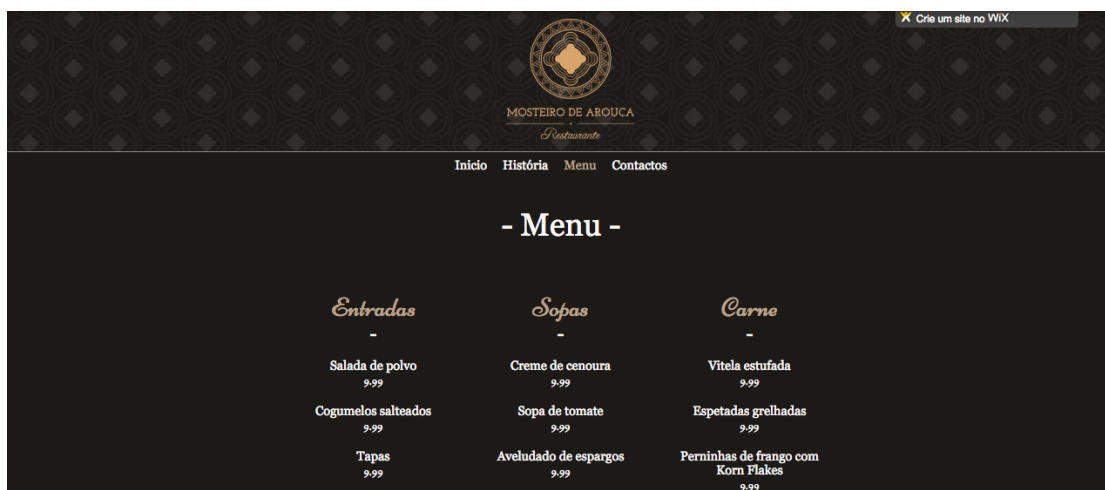 Crie um site no WiX
MOSTEIRO DE AROUCA
Restaurante
Inicio História Menu Contactos
- Menu -
Entradas
-
Salada de polvo
9.99
Cogumelos salteados
9.99
Tapas
9.99
Sopas
-
Creme de cenoura
9.99
Sopa de tomate
9.99
Aveludado de espargos
9.99
Carne
-
Vitela estufada
9.99
Espetadas grelhadas
9.99
Perninhas de frango com
Korn Flakes
9.99